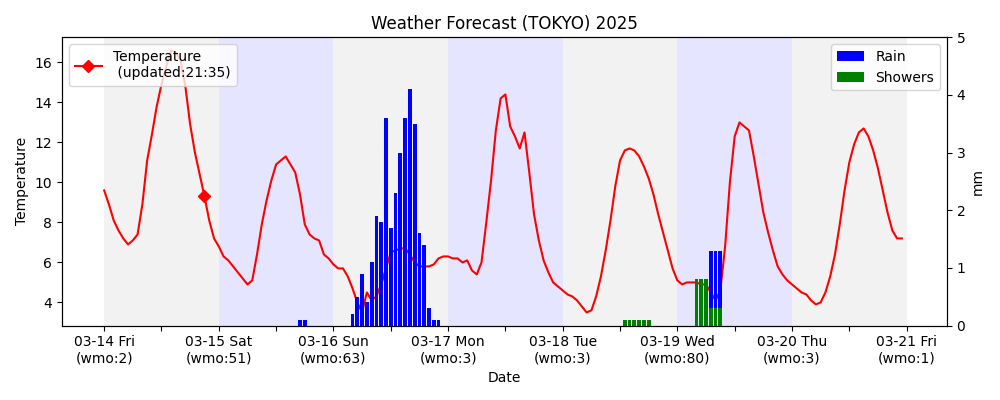 Weather Forecast (TOKYO) 2025
Temperature
(updated:21:35)
Rain
Showers
Temperature
16
14
12
10
8
6
4
5
4
3
2
1
0
mm
03-14 Fri
(wmo:2)
03-15 Sat
(wmo:51)
03-16 Sun
(wmo:63)
03-17 Mon
(wmo:3)
03-18 Tue
(wmo:3)
03-19 Wed
(wmo:80)
03-20 Thu
(wmo:3)
03-21 Fri
(wmo:1)
Date